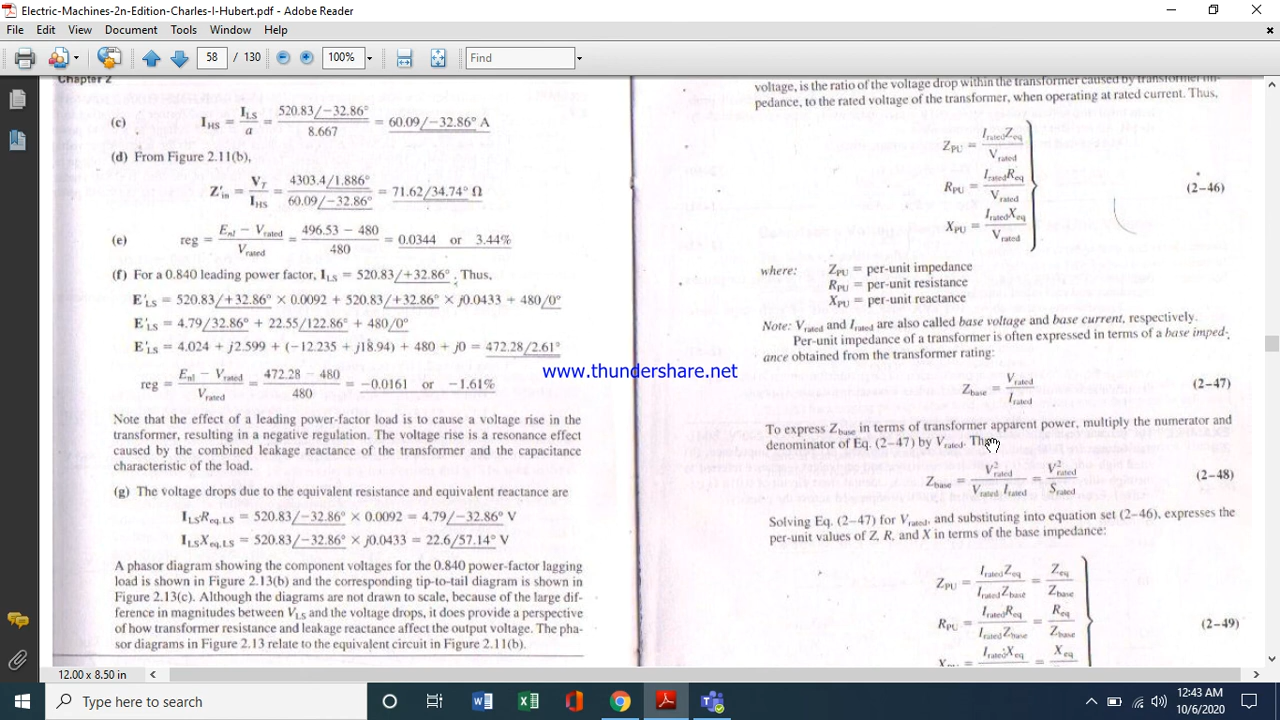 Electric-Machines-2n-Edition-Charles-I-Hubert.pdf - Adobe Reader
File Edit View Document Tools Window Help
58 / 130 100% Find
Chapter 2
(c) I_HS = I_LS / a = 520.83/−32.86° / 8.667 = 60.09/−32.86° A
(d) From Figure 2.11(b),
Z'_in = V_T / I_HS = 4303.4/1.886° / 60.09/−32.86° = 71.62/34.74° Ω
(e) reg = E_nl − V_rated / V_rated = 496.53 − 480 / 480 = 0.0344 or 3.44%
(f) For a 0.840 leading power factor, I_LS = 520.83/+32.86°. Thus,
E'_LS = 520.83/+32.86° × 0.0092 + 520.83/+32.86° × j0.0433 + 480/0°
E'_LS = 4.79/32.86° + 22.55/122.86° + 480/0°
E'_LS = 4.024 + j2.599 + (−12.235 + j18.94) + 480 + j0 = 472.28/2.61°
reg = E_nl − V_rated / V_rated = 472.28 − 480 / 480 = −0.0161 or −1.61%
Note that the effect of a leading power-factor load is to cause a voltage rise in the
transformer, resulting in a negative regulation. The voltage rise is a resonance effect
caused by the combined leakage reactance of the transformer and the capacitance
characteristic of the load.
(g) The voltage drops due to the equivalent resistance and equivalent reactance are
I_LS R_eq,LS = 520.83/−32.86° × 0.0092 = 4.79/−32.86° V
I_LS X_eq,LS = 520.83/−32.86° × j0.0433 = 22.6/57.14° V
A phasor diagram showing the component voltages for the 0.840 power-factor lagging
load is shown in Figure 2.13(b) and the corresponding tip-to-tail diagram is shown in
Figure 2.13(c). Although the diagrams are not drawn to scale, because of the large dif-
ference in magnitudes between V_LS and the voltage drops, it does provide a perspective
of how transformer resistance and leakage reactance affect the output voltage. The pha-
sor diagrams in Figure 2.13 relate to the equivalent circuit in Figure 2.11(b).
voltage, is the ratio of the voltage drop within the transformer caused by transformer im-
pedance, to the rated voltage of the transformer, when operating at rated current. Thus,
Z_PU = I_rated Z_eq / V_rated
R_PU = I_rated R_eq / V_rated (2–46)
X_PU = I_rated X_eq / V_rated
where: Z_PU = per-unit impedance
R_PU = per-unit resistance
X_PU = per-unit reactance
Note: V_rated and I_rated are also called base voltage and base current, respectively.
Per-unit impedance of a transformer is often expressed in terms of a base imped-
ance obtained from the transformer rating:
Z_base = V_rated / I_rated (2–47)
To express Z_base in terms of transformer apparent power, multiply the numerator and
denominator of Eq. (2–47) by V_rated.
Z_base = V²_rated / V_rated I_rated = V²_rated / S_rated (2–48)
Solving Eq. (2–47) for V_rated, and substituting into equation set (2–46), expresses the
per-unit values of Z, R, and X in terms of the base impedance:
Z_PU = I_rated Z_eq / I_rated Z_base = Z_eq / Z_base
R_PU = I_rated R_eq / I_rated Z_base = R_eq / Z_base (2–49)
I_rated X_eq = X_eq
www.thundershare.net
12.00 x 8.50 in
Type here to search
12:43 AM
10/6/2020